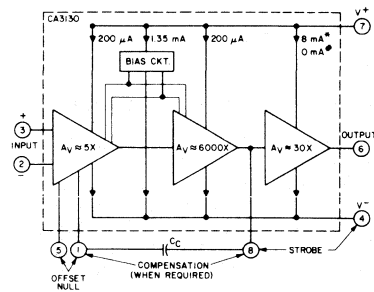 CA3130
V+
7
200 μA
1.35 mA
200 μA
8 mA*
0 mA●
BIAS CKT.
+
3
INPUT
2
−
AV ≈ 5X
AV ≈ 6000X
AV ≈ 30X
OUTPUT
6
V−
4
5
1
CC
8
STROBE
OFFSET
NULL
COMPENSATION
(WHEN REQUIRED)